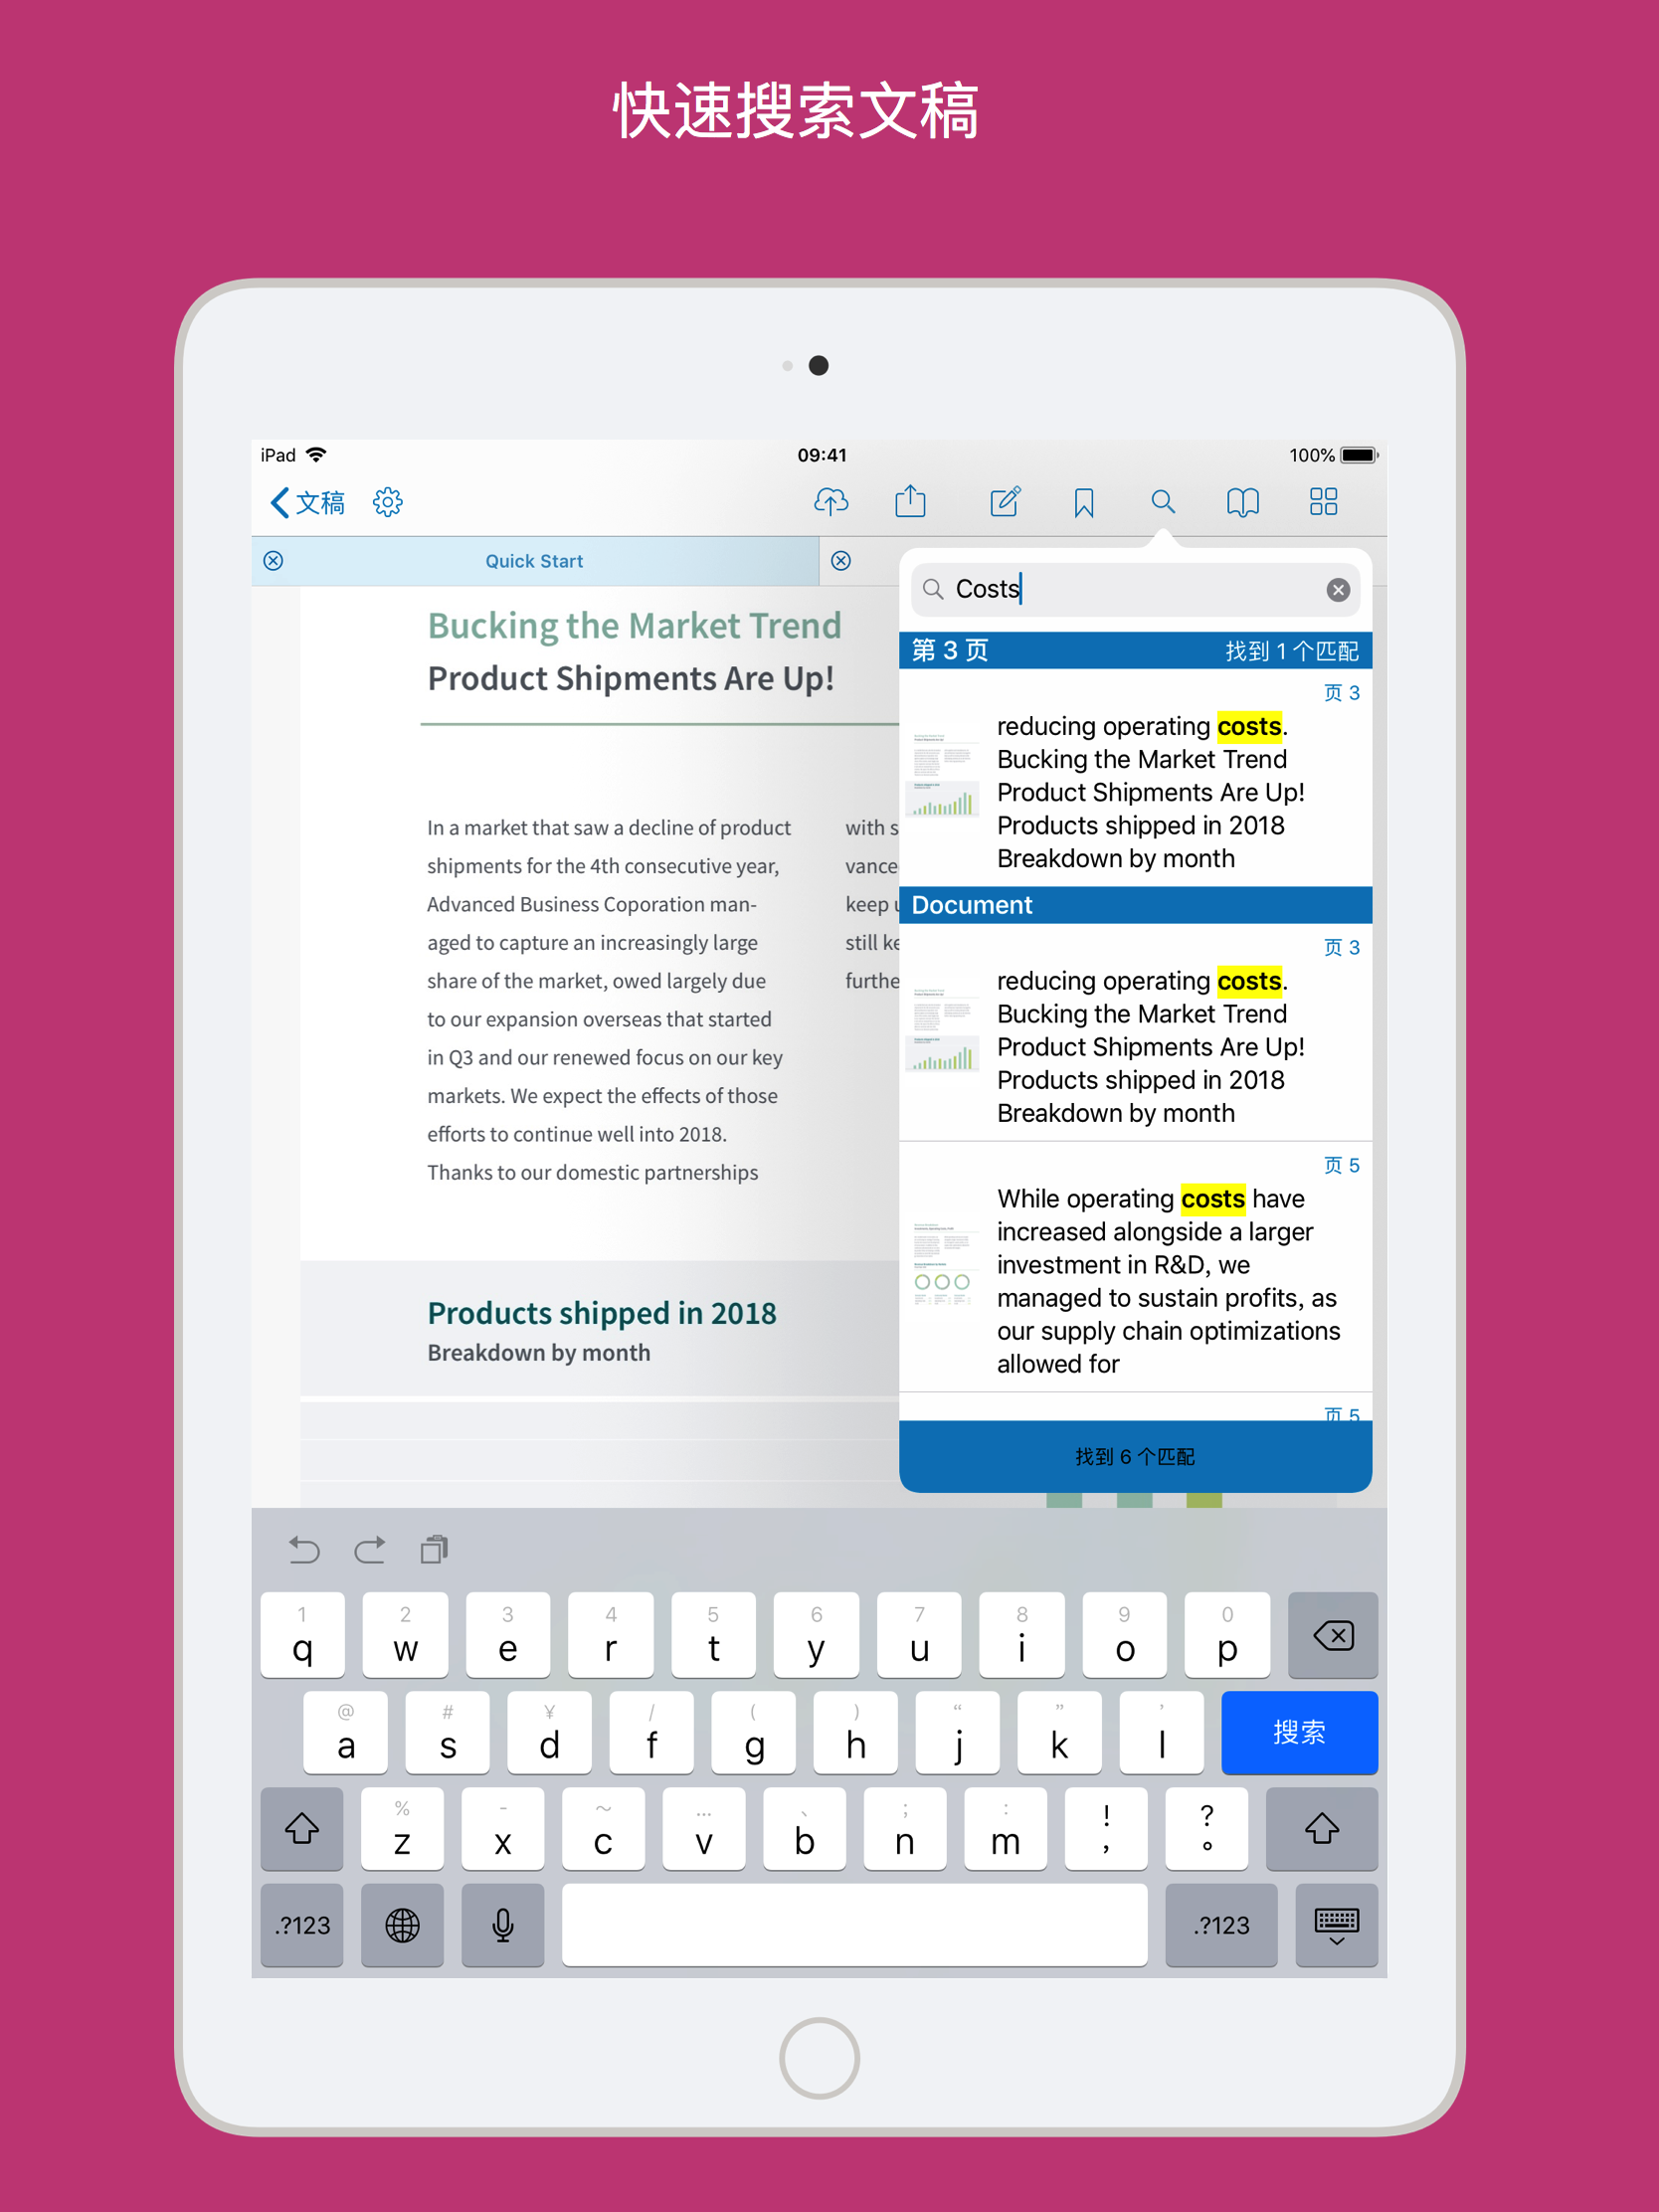 快速搜索文稿
iPad
09:41
100%
文稿
Quick Start
Bucking the Market Trend
Product Shipments Are Up!
In a market that saw a decline of product
shipments for the 4th consecutive year,
Advanced Business Coporation man-
aged to capture an increasingly large
share of the market, owed largely due
to our expansion overseas that started
in Q3 and our renewed focus on our key
markets. We expect the effects of those
efforts to continue well into 2018.
Thanks to our domestic partnerships
with s
vance
keep u
still ke
furthe
Products shipped in 2018
Breakdown by month
Costs
第 3 页
找到 1 个匹配
页 3
reducing operating costs.
Bucking the Market Trend
Product Shipments Are Up!
Products shipped in 2018
Breakdown by month
Document
页 3
reducing operating costs.
Bucking the Market Trend
Product Shipments Are Up!
Products shipped in 2018
Breakdown by month
页 5
While operating costs have
increased alongside a larger
investment in R&D, we
managed to sustain profits, as
our supply chain optimizations
allowed for
页 5
找到 6 个匹配
1 2 3 4 5 6 7 8 9 0
q w e r t y u i o p
@ # ¥ / ( ) “ ” ’
a s d f g h j k l 搜索
% - ~ … 、 ; : ! ?
z x c v b n m , 。
.?123 .?123